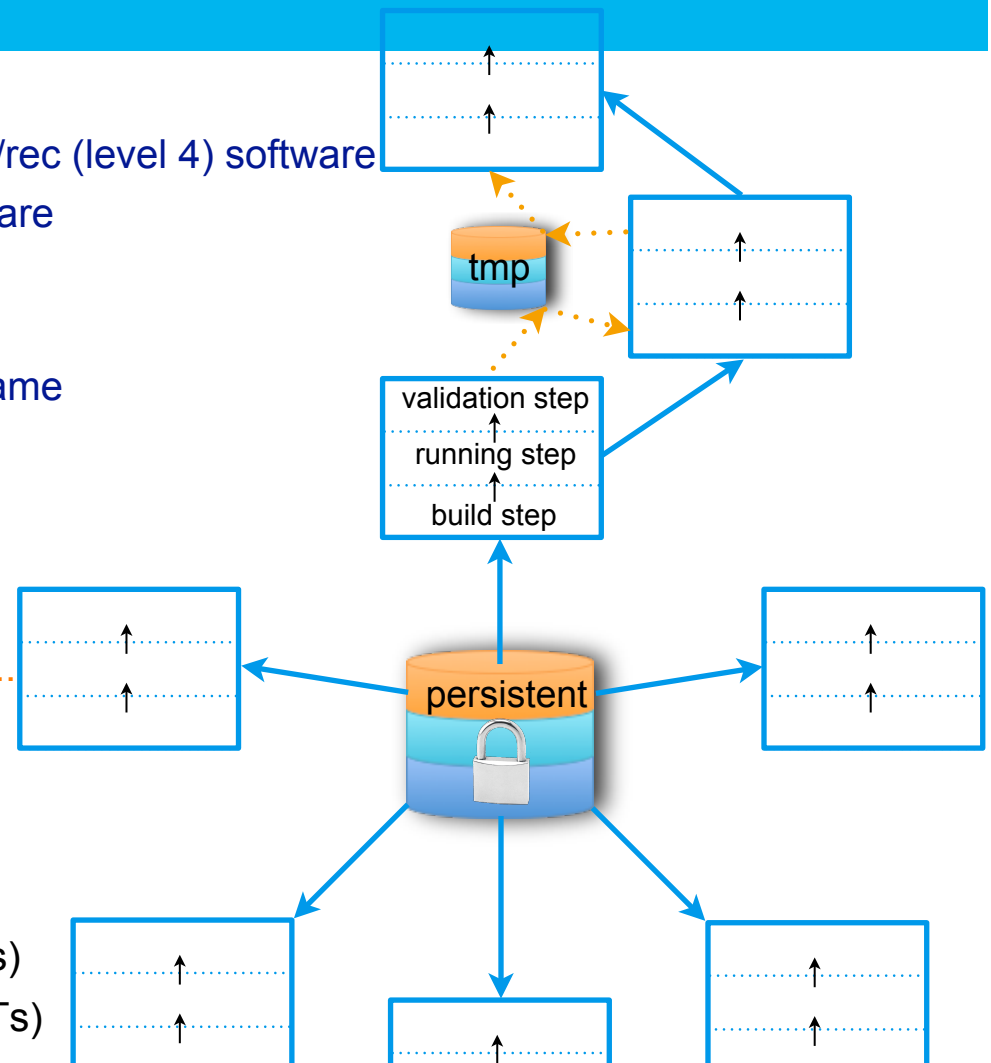 /rec (level 4) software
are
tmp
ame
validation step
running step
build step
persistent
s)
Ts)